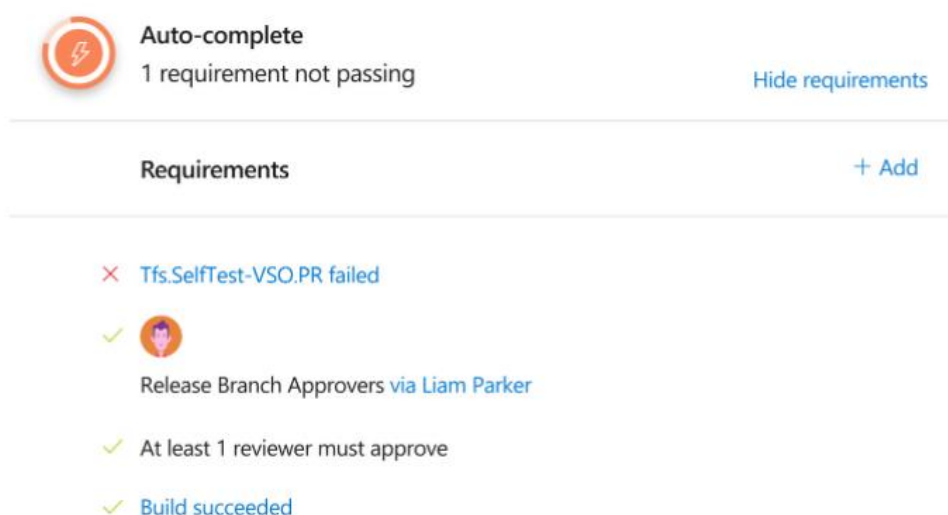 Auto-complete
1 requirement not passing
Hide requirements
Requirements
+ Add
Tfs.SelfTest-VSO.PR failed
Release Branch Approvers via Liam Parker
At least 1 reviewer must approve
Build succeeded